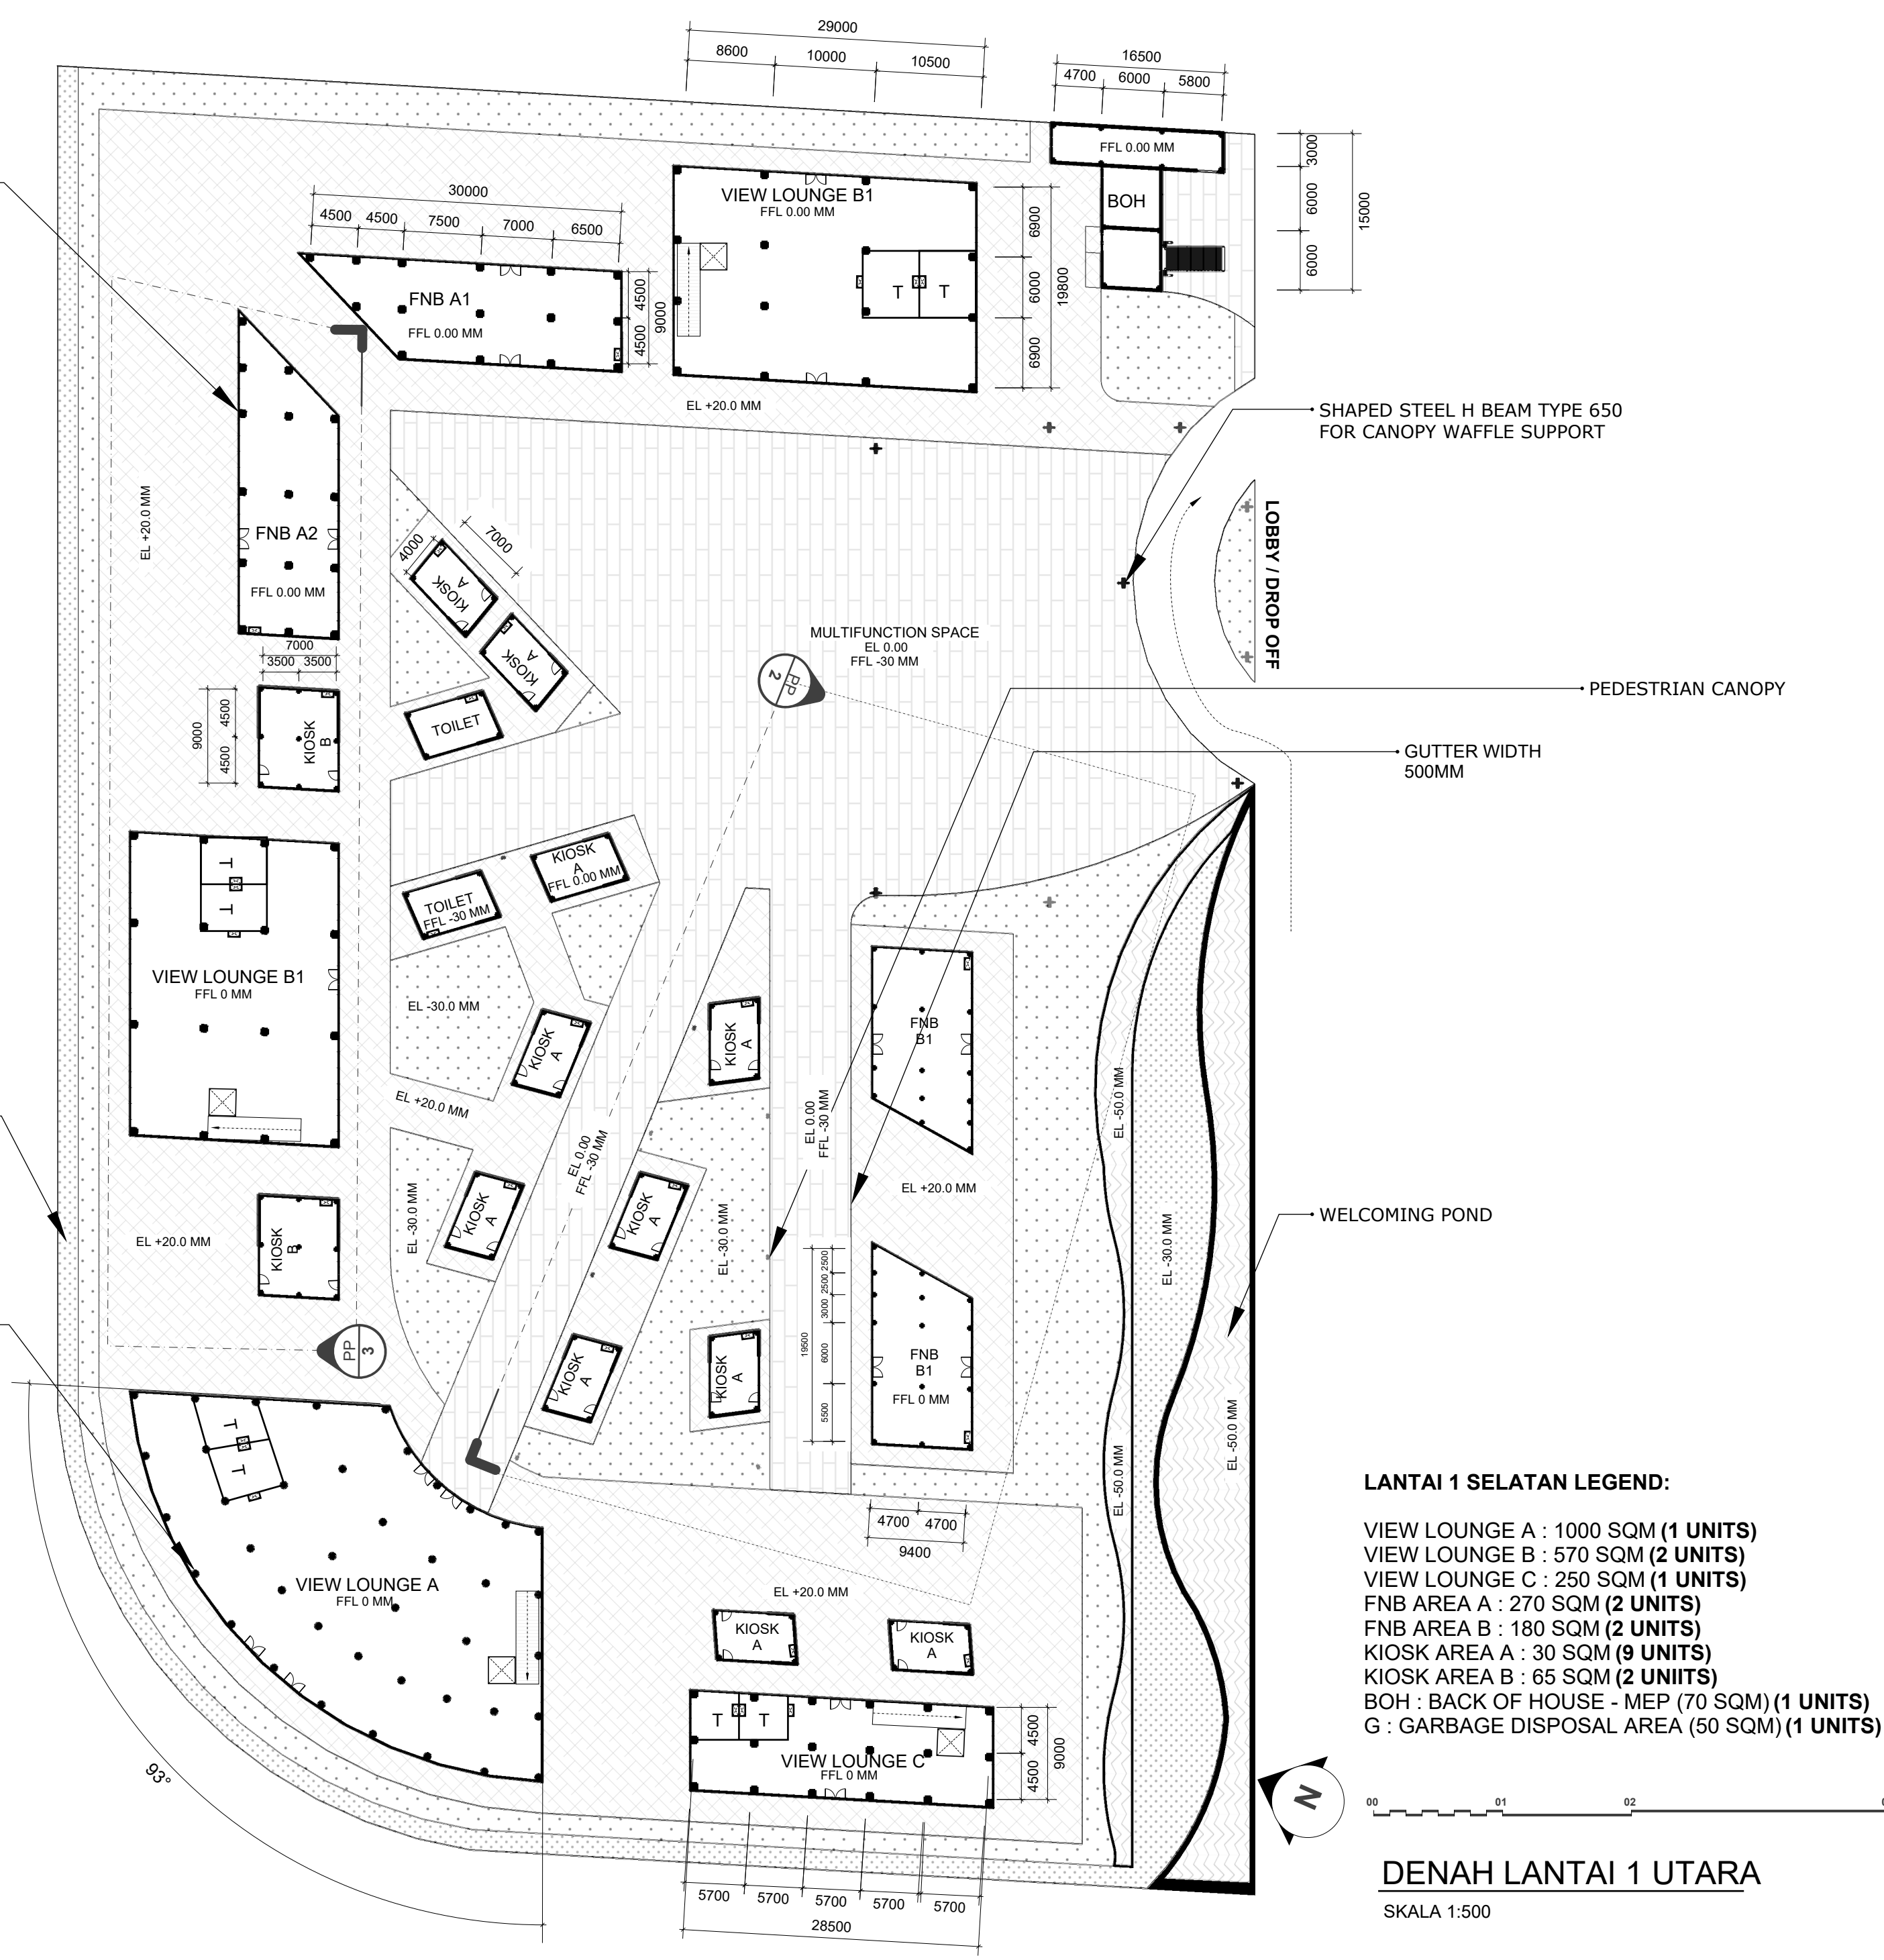 29000
8600
10000
10500
16500
4700
6000
5800
FFL 0.00 MM
3000
6000
6000
15000
BOH
30000
4500
4500
7500
7000
6500
VIEW LOUNGE B1
FFL 0.00 MM
T
T
6900
6000
6900
19800
FNB A1
FFL 0.00 MM
4500
4500
9000
EL +20.0 MM
SHAPED STEEL H BEAM TYPE 650
FOR CANOPY WAFFLE SUPPORT
EL +20.0 MM
FNB A2
FFL 0.00 MM
LOBBY / DROP OFF
4000
7000
KIOSK
A
KIOSK
A
TOILET
MULTIFUNCTION SPACE
EL 0.00
FFL -30 MM
PP
2
PEDESTRIAN CANOPY
GUTTER WIDTH
500MM
7000
3500
3500
9000
4500
4500
KIOSK
B
KIOSK
A
FFL 0.00 MM
TOILET
FFL -30 MM
T
T
VIEW LOUNGE B1
FFL 0 MM
EL -30.0 MM
KIOSK
A
KIOSK
A
FNB
B1
EL +20.0 MM
EL 0.00
FFL -30 MM
EL 0.00
FFL -30 MM
EL -50.0 MM
EL +20.0 MM
KIOSK
A
KIOSK
A
EL -30.0 MM
EL -30.0 MM
EL -30.0 MM
WELCOMING POND
EL +20.0 MM
KIOSK
B
2500
2500
3000
6000
5500
19500
FNB
B1
FFL 0 MM
PP
3
KIOSK
A
KIOSK
A
EL -50.0 MM
EL -50.0 MM
T
T
4700
4700
9400
VIEW LOUNGE A
FFL 0 MM
EL +20.0 MM
KIOSK
A
KIOSK
A
T
T
VIEW LOUNGE C
FFL 0 MM
4500
4500
9000
93°
5700
5700
5700
5700
5700
28500
LANTAI 1 SELATAN LEGEND:
VIEW LOUNGE A : 1000 SQM (1 UNITS)
VIEW LOUNGE B : 570 SQM (2 UNITS)
VIEW LOUNGE C : 250 SQM (1 UNITS)
FNB AREA A : 270 SQM (2 UNITS)
FNB AREA B : 180 SQM (2 UNITS)
KIOSK AREA A : 30 SQM (9 UNITS)
KIOSK AREA B : 65 SQM (2 UNIITS)
BOH : BACK OF HOUSE - MEP (70 SQM) (1 UNITS)
G : GARBAGE DISPOSAL AREA (50 SQM) (1 UNITS)
N
00
01
02
DENAH LANTAI 1 UTARA
SKALA 1:500